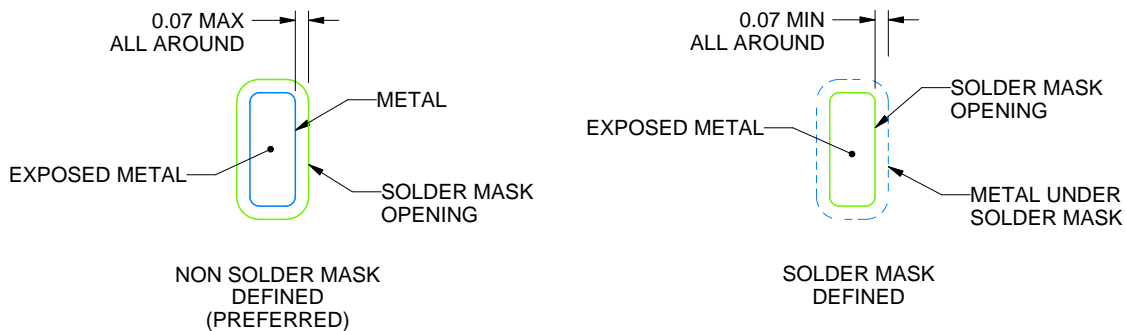 0.07 MAX
ALL AROUND
METAL
EXPOSED METAL
SOLDER MASK
OPENING
NON SOLDER MASK
DEFINED
(PREFERRED)
0.07 MIN
ALL AROUND
SOLDER MASK
OPENING
EXPOSED METAL
METAL UNDER
SOLDER MASK
SOLDER MASK
DEFINED